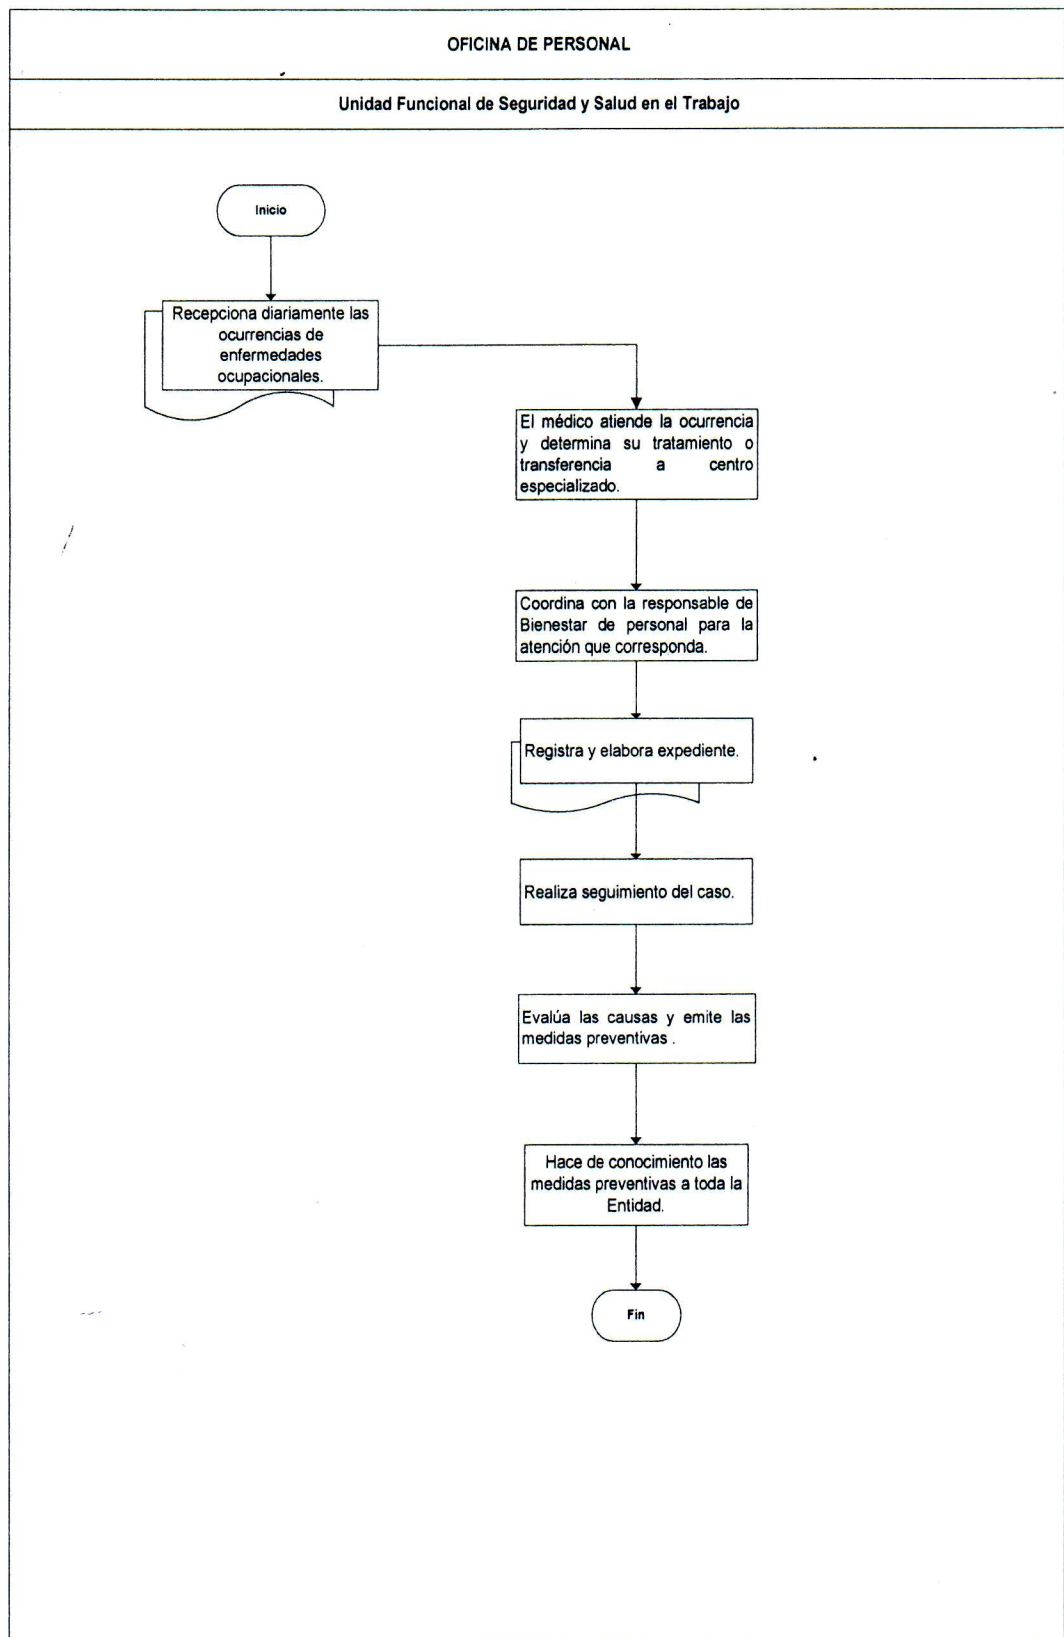 OFICINA DE PERSONAL
Unidad Funcional de Seguridad y Salud en el Trabajo
Inicio
Recepciona diariamente las
ocurrencias de
enfermedades
ocupacionales.
El médico atiende la ocurrencia
y determina su tratamiento o
transferencia a centro
especializado.
Coordina con la responsable de
Bienestar de personal para la
atención que corresponda.
Registra y elabora expediente.
Realiza seguimiento del caso.
Evalúa las causas y emite las
medidas preventivas .
Hace de conocimiento las
medidas preventivas a toda la
Entidad.
Fin